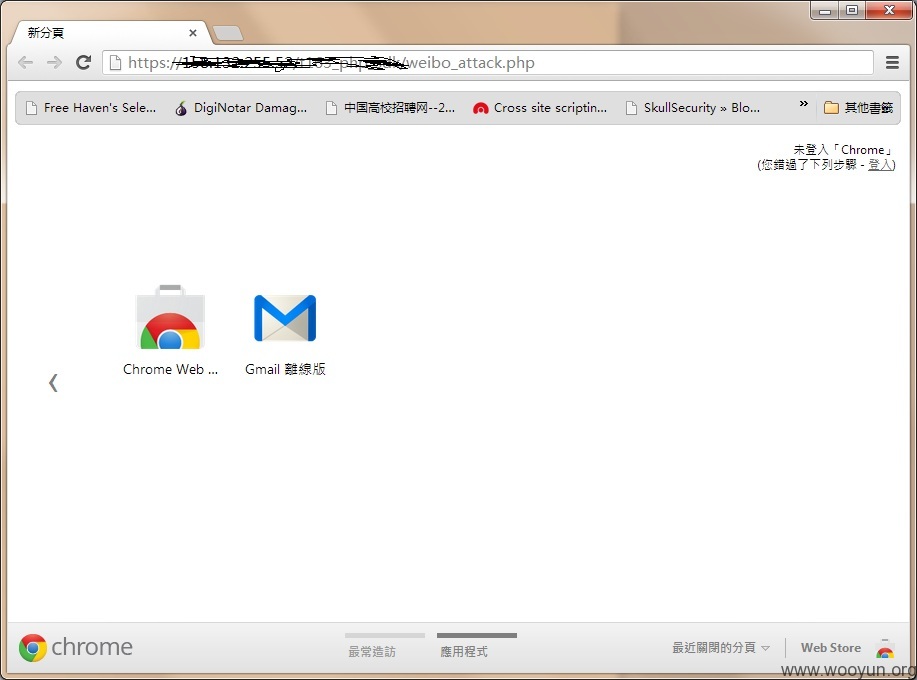 新分頁
https://weibo_attack.php
Free Haven's Sele...
DigiNotar Damag...
中国高校招聘网--2...
Cross site scriptin...
SkullSecurity » Blo...
»
其他書籤
未登入「Chrome」
(您錯過了下列步驟 - 登入)
Chrome Web ...
Gmail 離線版
chrome
最常造訪
應用程式
最近關閉的分頁
Web Store
www.wooyun.org